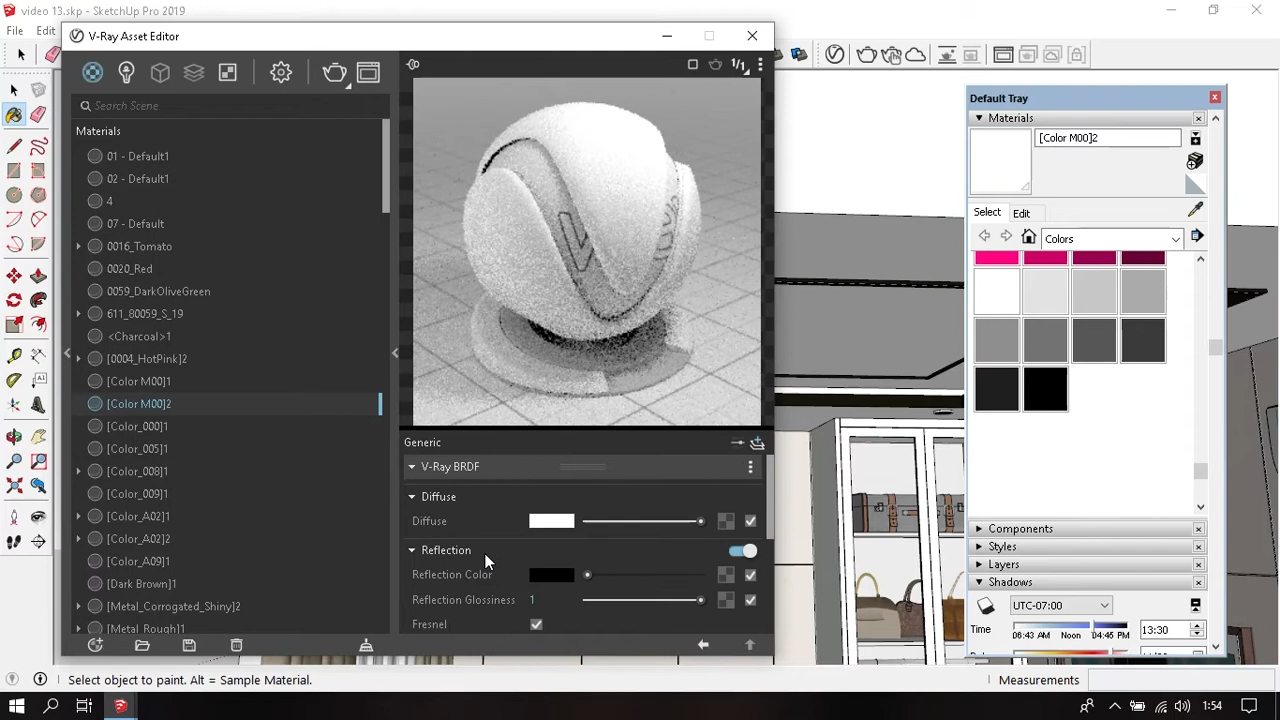 video 13.skp - SketchUp Pro 2019
File
Edit
V-Ray Asset Editor
Search Scene
Materials
01 - Default1
02 - Default1
4
07 - Default
0016_Tomato
0020_Red
0059_DarkOliveGreen
611_80059_S_19
<Charcoal>1
[0004_HotPink]2
[Color M00]1
[Color M00]2
[Color_000]1
[Color_005]1
[Color_008]1
[Color_009]1
[Color_A02]1
[Color_A02]2
[Color_A09]1
[Dark Brown]1
[Metal_Corrogated_Shiny]2
[Metal_Rough]1
1/1
Generic
V-Ray BRDF
Diffuse
Diffuse
Reflection
Reflection Color
Reflection Glossiness 1
Fresnel
Default Tray
Materials
[Color M00]2
Select
Edit
Colors
Components
Styles
Layers
Shadows
UTC-07:00
Time
06:43 AM Noon 04:45 PM
13:30
Select object to paint. Alt = Sample Material.
Measurements
1:54